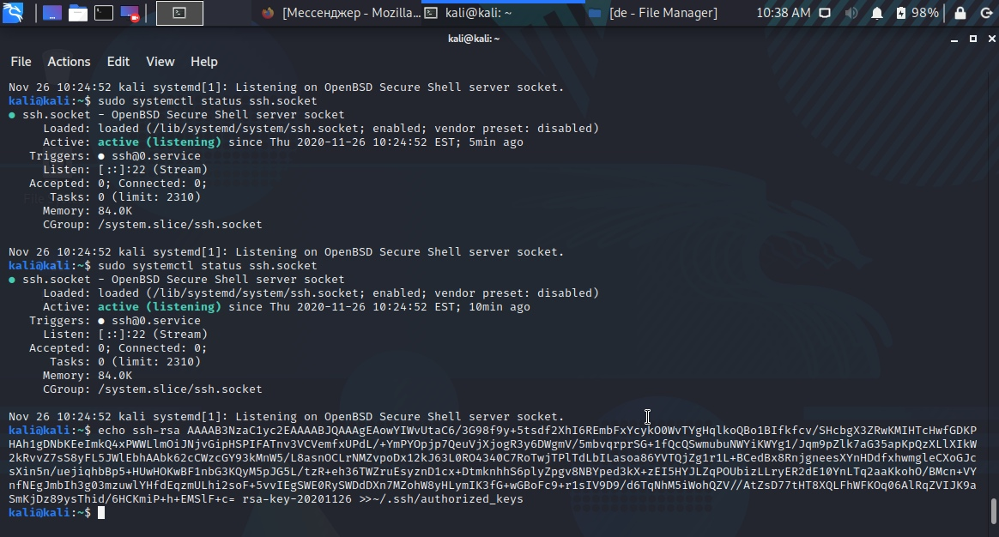 [Мессенджер - Mozilla... kali@kali: ~ [de - File Manager] 10:38 AM 98%
kali@kali: ~
File Actions Edit View Help
Nov 26 10:24:52 kali systemd[1]: Listening on OpenBSD Secure Shell server socket.
kali@kali:~$ sudo systemctl status ssh.socket
● ssh.socket - OpenBSD Secure Shell server socket
Loaded: loaded (/lib/systemd/system/ssh.socket; enabled; vendor preset: disabled)
Active: active (listening) since Thu 2020-11-26 10:24:52 EST; 5min ago
Triggers: ● ssh@0.service
Listen: [::]:22 (Stream)
Accepted: 0; Connected: 0;
Tasks: 0 (limit: 2310)
Memory: 84.0K
CGroup: /system.slice/ssh.socket
Nov 26 10:24:52 kali systemd[1]: Listening on OpenBSD Secure Shell server socket.
kali@kali:~$ sudo systemctl status ssh.socket
● ssh.socket - OpenBSD Secure Shell server socket
Loaded: loaded (/lib/systemd/system/ssh.socket; enabled; vendor preset: disabled)
Active: active (listening) since Thu 2020-11-26 10:24:52 EST; 10min ago
Triggers: ● ssh@0.service
Listen: [::]:22 (Stream)
Accepted: 0; Connected: 0;
Tasks: 0 (limit: 2310)
Memory: 84.0K
CGroup: /system.slice/ssh.socket
Nov 26 10:24:52 kali systemd[1]: Listening on OpenBSD Secure Shell server socket.
kali@kali:~$ echo ssh-rsa AAAAB3NzaC1yc2EAAAABJQAAAgEAowYIWvUtaC6/3G98f9y+5tsdf2XhI6REmbFxYcykO0WvTYgHqlkoQBo1BIfkfcv/SHcbgX3ZRwKMIHTcHwfGDKP
HAh1gDNbKEeImkQ4xPWWLlmOiJNjvGipHSPIFATnv3VCVemfxUPdL/+YmPYOpjp7QeuVjXjogR3y6DWgmV/5mbvqrprSG+1fQcQSwmubuNWYiKWYg1/Jqm9pZlk7aG35apKpQzXLlXIkW
2kRvvZ7sS8yFL5JWlEbhAAbk62cCWzcGY93kMnW5/L8asnOCLrNMZvpoDx12kJ63L0RO4340C7RoTwjTPlTdLbILasoa86YVTQjZg1r1L+BCedBx8RnjgneesXYnHDdfxhwmgleCXoGJc
sXin5n/uejiqhbBp5+HUwHOKwBF1nbG3KQyM5pJG5L/tzR+eh36TWZruEsyznD1cx+DtmknhhS6plyZpgv8NBYped3kX+zEI5HYJLZqPOUbizLLryER2dE10YnLTq2aaKkohO/BMcn+VY
nfNEgJmbIh3g03mzuwlYHfdEqzmULhi2soF+5vvIEgSWE0RySWDdDXn7MZohW8yHLymIK3fG+wGBoFc9+r1sIV9D9/d6TqNhM5iWohQZV//AtZsD77tHT8XQLFhWFKOq06AlRqZVIJK9a
SmKjDz89ysThid/6HCKmiP+h+EMSlF+c= rsa-key-20201126 >>~/.ssh/authorized_keys
kali@kali:~$